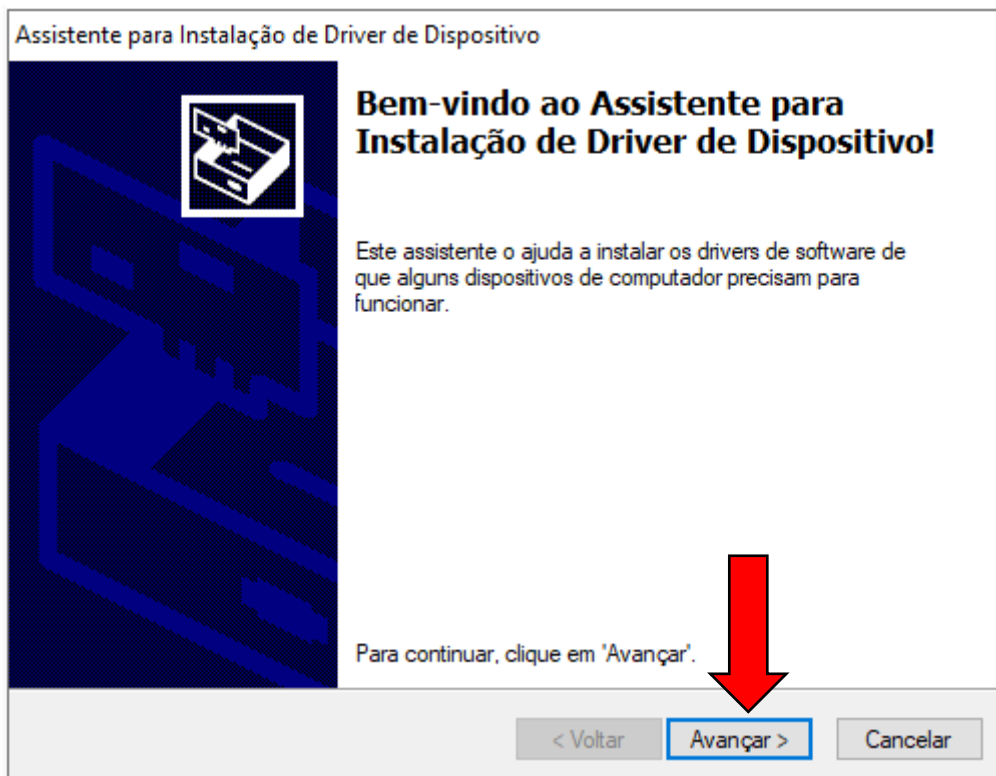 Assistente para Instalação de Driver de Dispositivo
Bem-vindo ao Assistente para
Instalação de Driver de Dispositivo!
Este assistente o ajuda a instalar os drivers de software de
que alguns dispositivos de computador precisam para
funcionar.
Para continuar, clique em 'Avançar'.
< Voltar
Avançar >
Cancelar